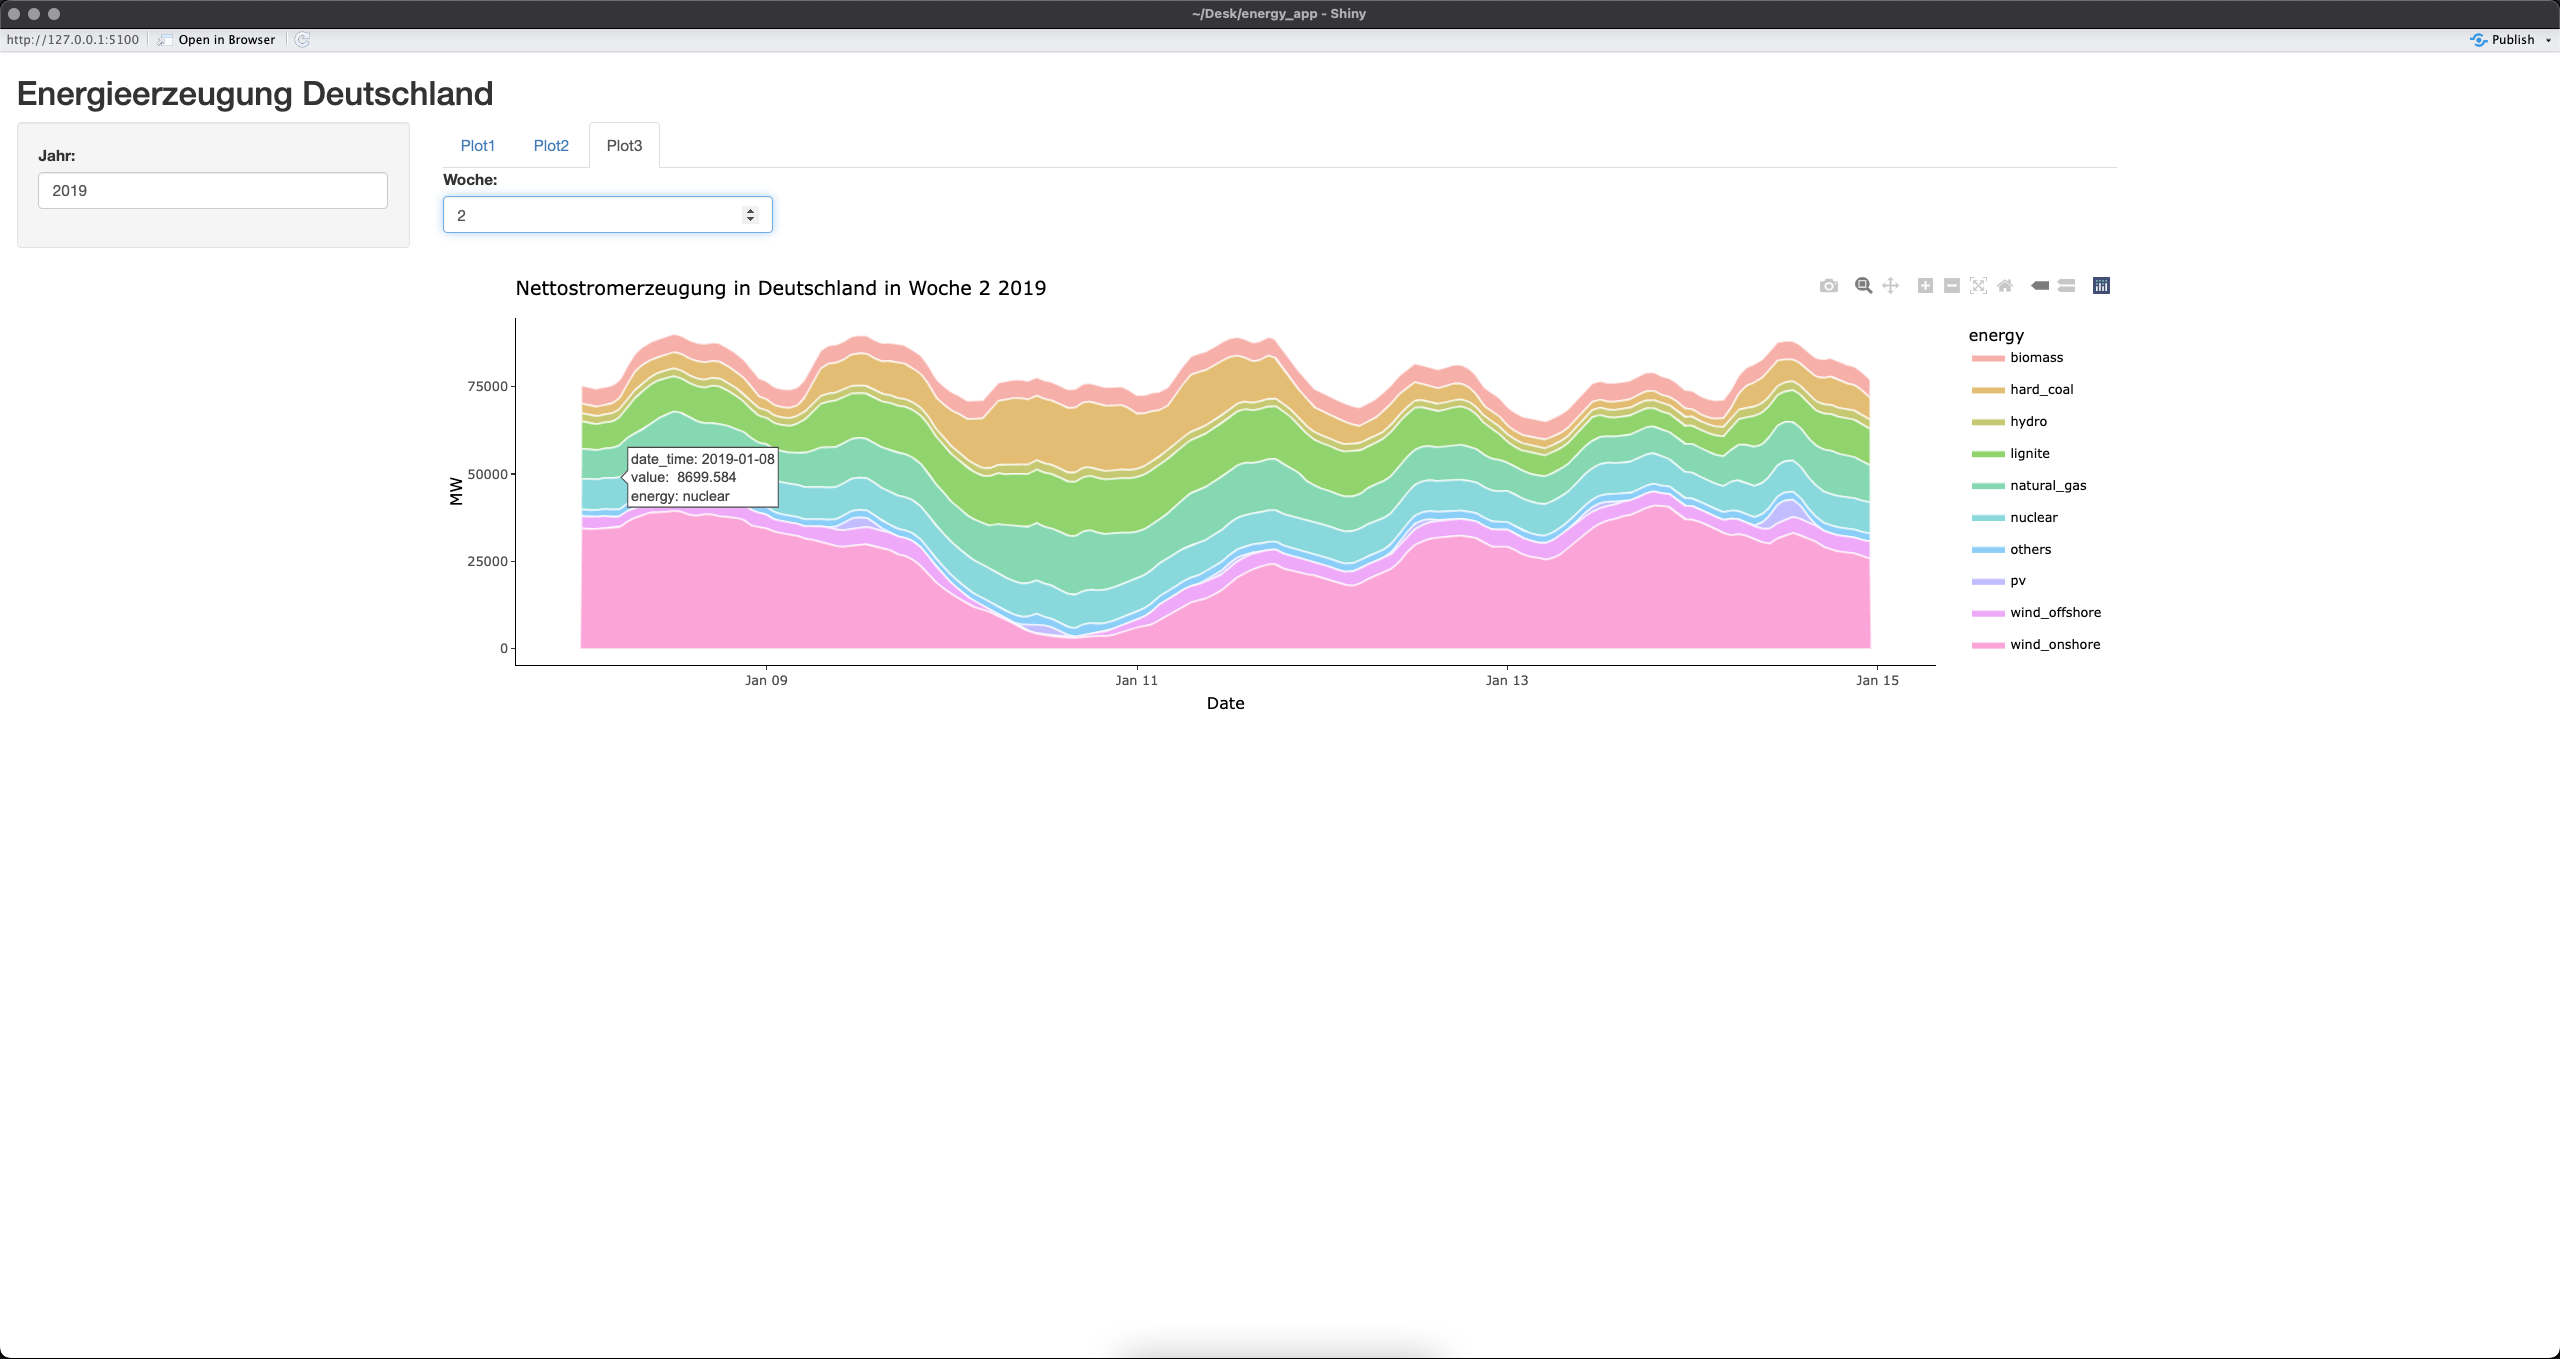 ~/Desk/energy_app - Shiny
http://127.0.0.1:5100 Open in Browser Publish
Energieerzeugung Deutschland
Jahr:
2019
Plot1 Plot2 Plot3
Woche:
2
Nettostromerzeugung in Deutschland in Woche 2 2019
MW
75000
50000
25000
0
date_time: 2019-01-08
value: 8699.584
energy: nuclear
Jan 09 Jan 11 Jan 13 Jan 15
Date
energy
biomass
hard_coal
hydro
lignite
natural_gas
nuclear
others
pv
wind_offshore
wind_onshore